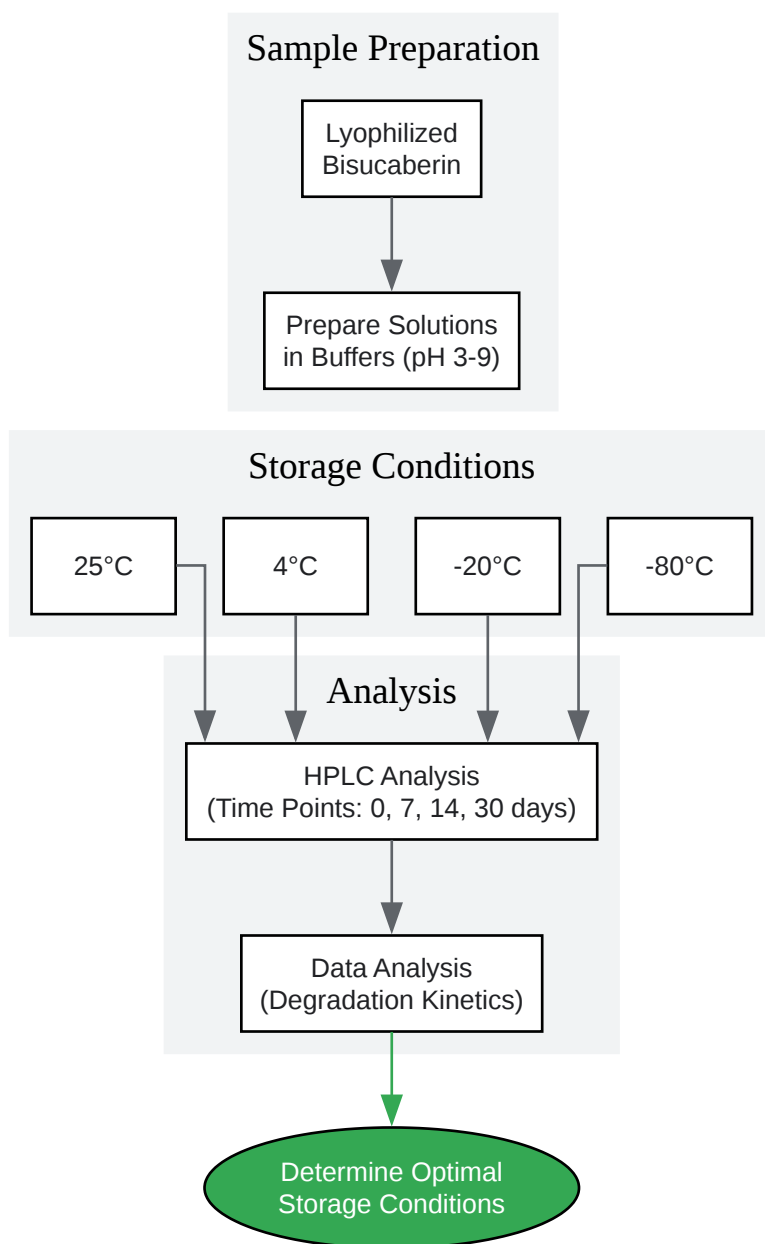 Sample Preparation
Lyophilized
Bisucaberin
Prepare Solutions
in Buffers (pH 3-9)
Storage Conditions
25°C
4°C
-20°C
-80°C
Analysis
HPLC Analysis
(Time Points: 0, 7, 14, 30 days)
Data Analysis
(Degradation Kinetics)
Determine Optimal
Storage Conditions